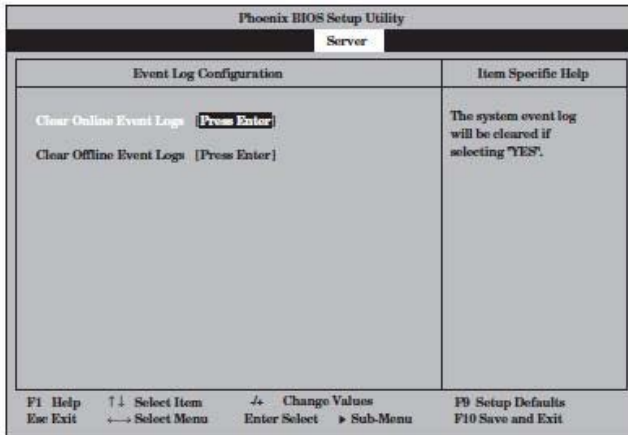 Phoenix BIOS Setup Utility
Server
Event Log Configuration
Item Specific Help
Clear Online Event Logs [Press Enter]
Clear Offline Event Logs [Press Enter]
The system event log
will be cleared if
selecting "YES".
F1 Help ↑↓ Select Item -/+ Change Values F9 Setup Defaults
Esc Exit ←→ Select Menu Enter Select ▶ Sub-Menu F10 Save and Exit